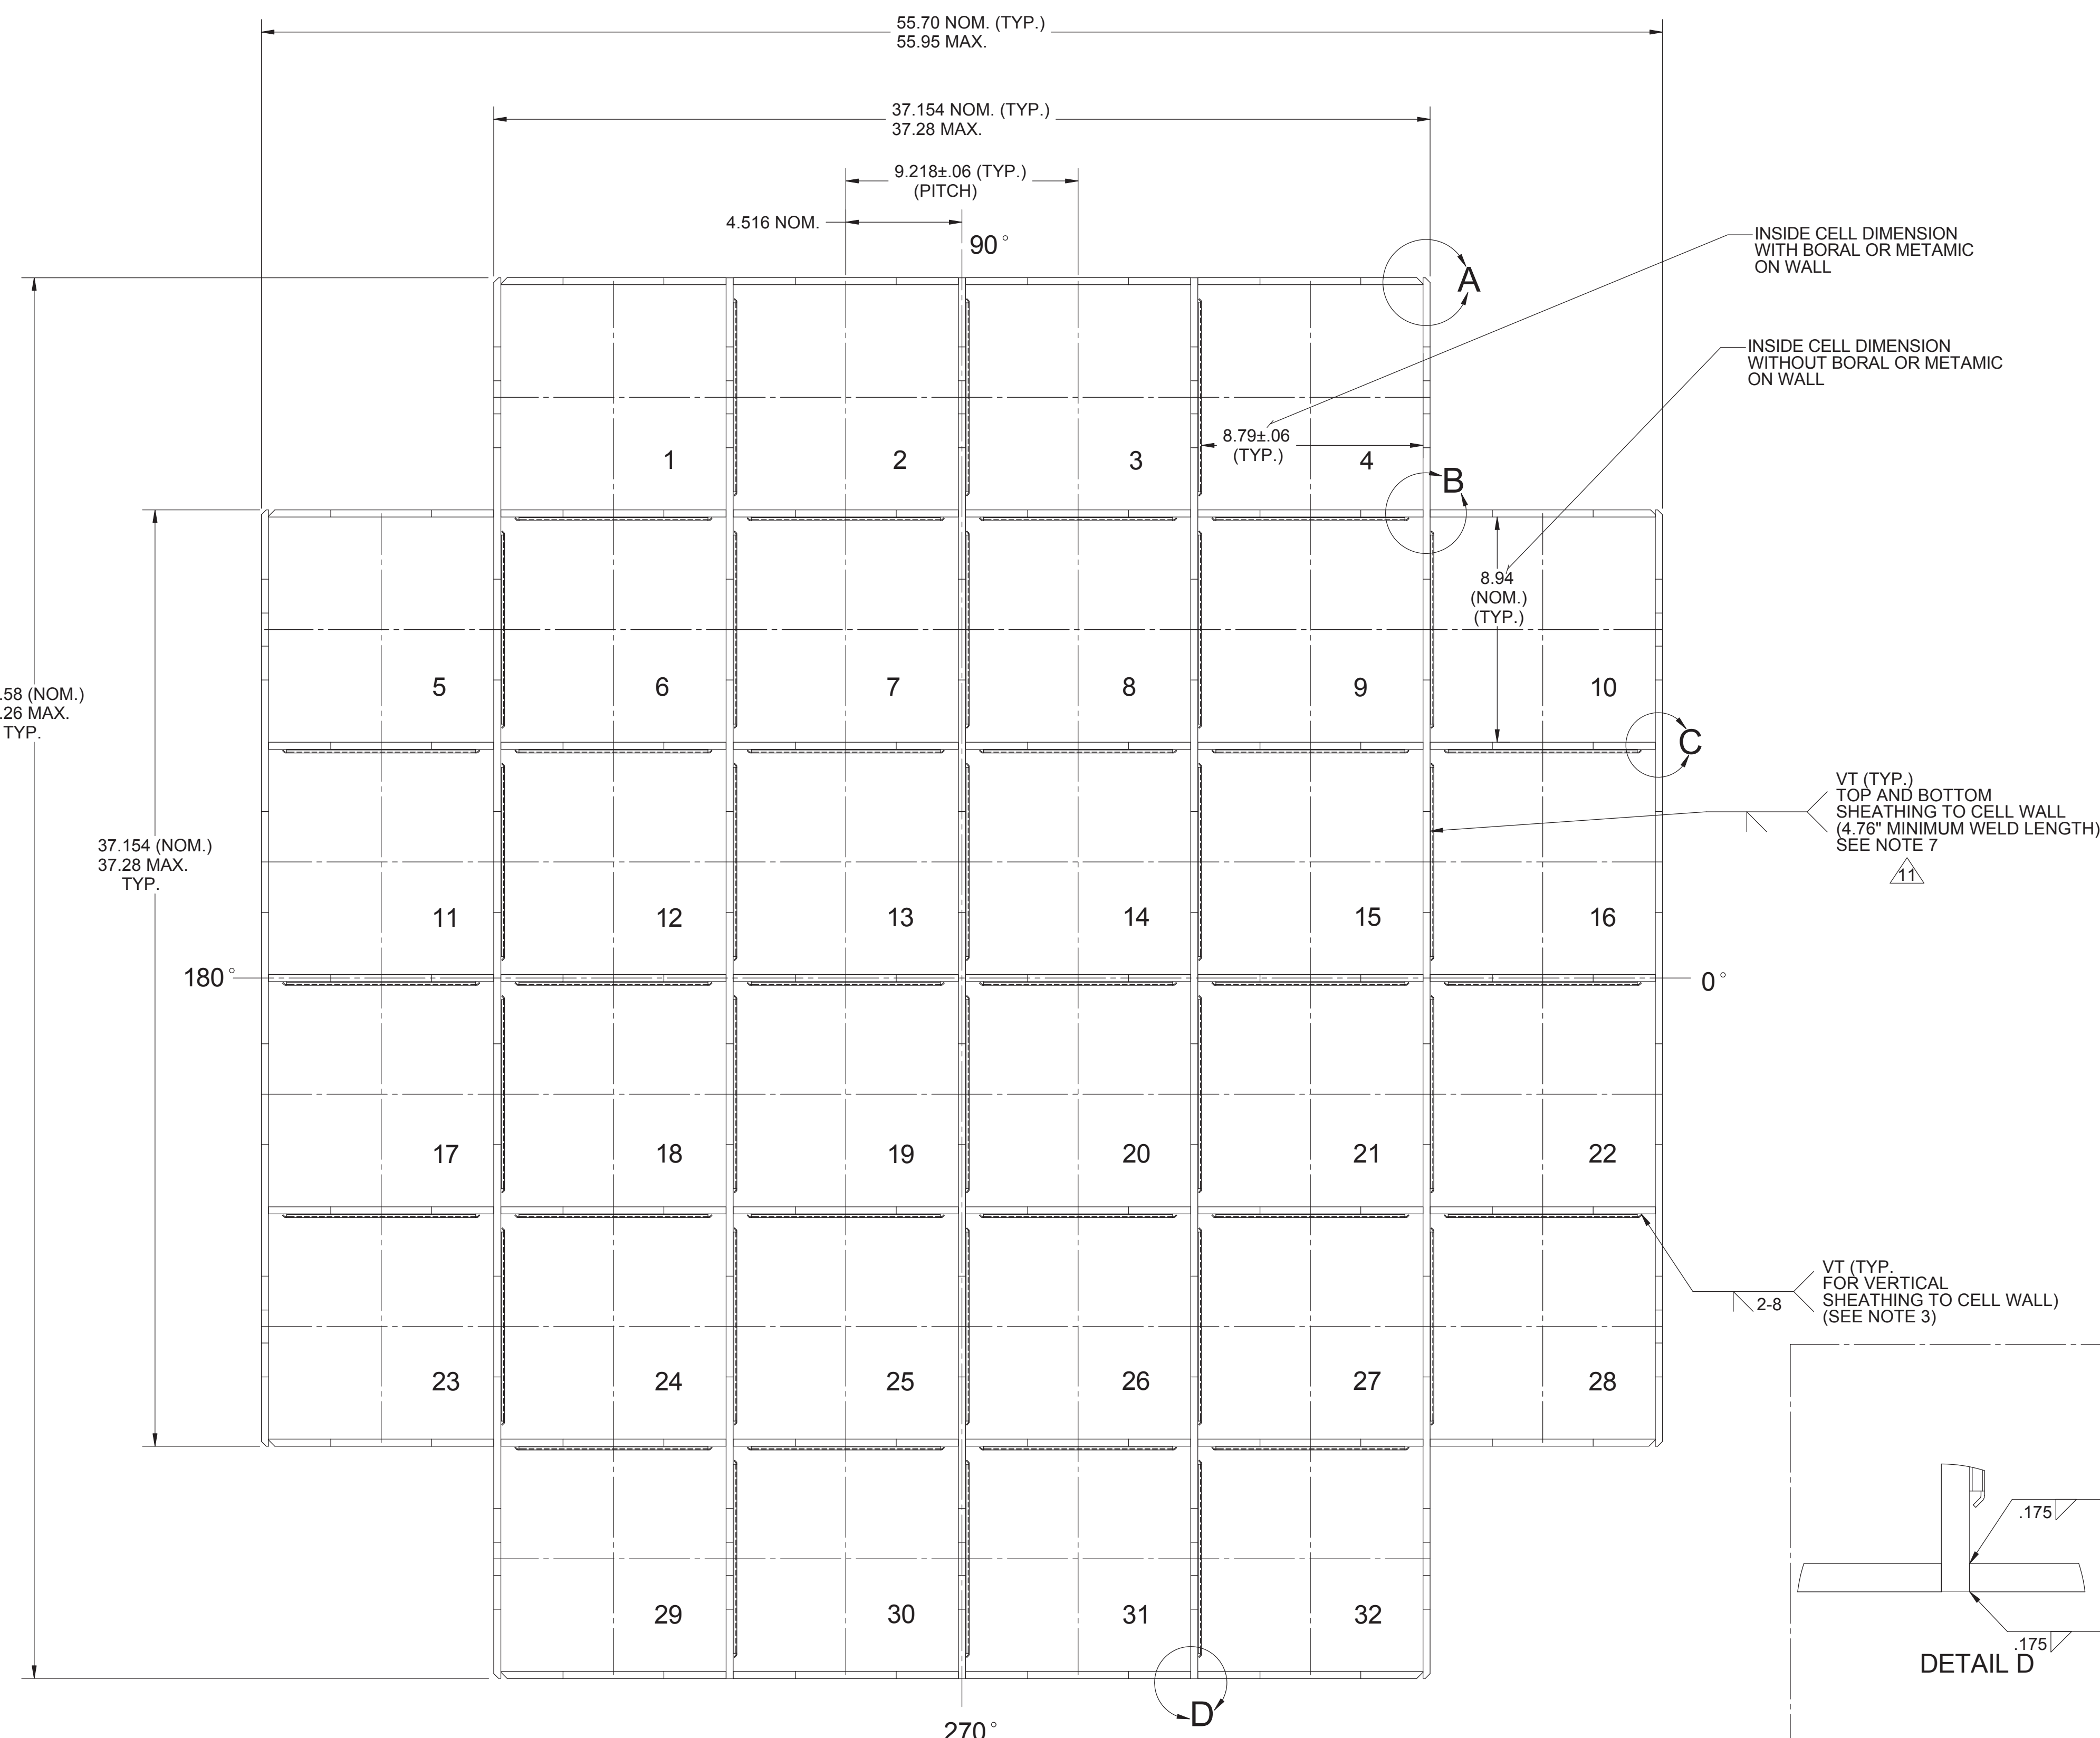 55.70 NOM. (TYP.)
55.95 MAX.
37.154 NOM. (TYP.)
37.28 MAX.
9.218±.06 (TYP.)
(PITCH)
4.516 NOM.
90°
INSIDE CELL DIMENSION
WITH BORAL OR METAMIC
ON WALL
A
INSIDE CELL DIMENSION
WITHOUT BORAL OR METAMIC
ON WALL
8.79±.06
(TYP.)
1
2
3
4
B
8.94
(NOM.)
(TYP.)
.58 (NOM.)
.26 MAX.
TYP.
5
6
7
8
9
10
C
VT (TYP.)
TOP AND BOTTOM
SHEATHING TO CELL WALL
(4.76" MINIMUM WELD LENGTH)
SEE NOTE 7
11
37.154 (NOM.)
37.28 MAX.
TYP.
11
12
13
14
15
16
180°
0°
17
18
19
20
21
22
VT (TYP.
FOR VERTICAL
SHEATHING TO CELL WALL)
(SEE NOTE 3)
2-8
23
24
25
26
27
28
.175
29
30
31
32
.175
DETAIL D
D
270°